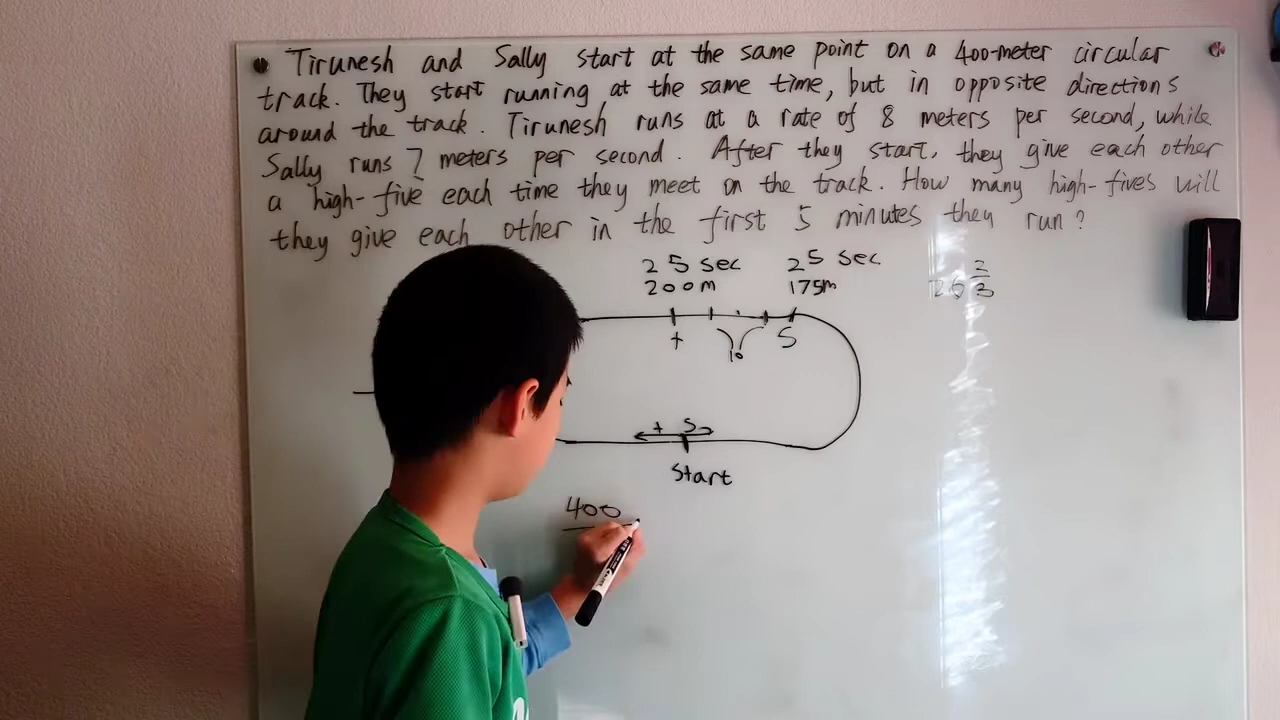 Tirunesh and Sally start at the same point on a 400-meter circular
track. They start running at the same time, but in opposite directions
around the track. Tirunesh runs at a rate of 8 meters per second, while
Sally runs 7 meters per second. After they start, they give each other
a high-five each time they meet on the track. How many high-fives will
they give each other in the first 5 minutes they run?
25 sec 25 sec
200m 175m 26 2/3
t 10 S
t S
Start
400